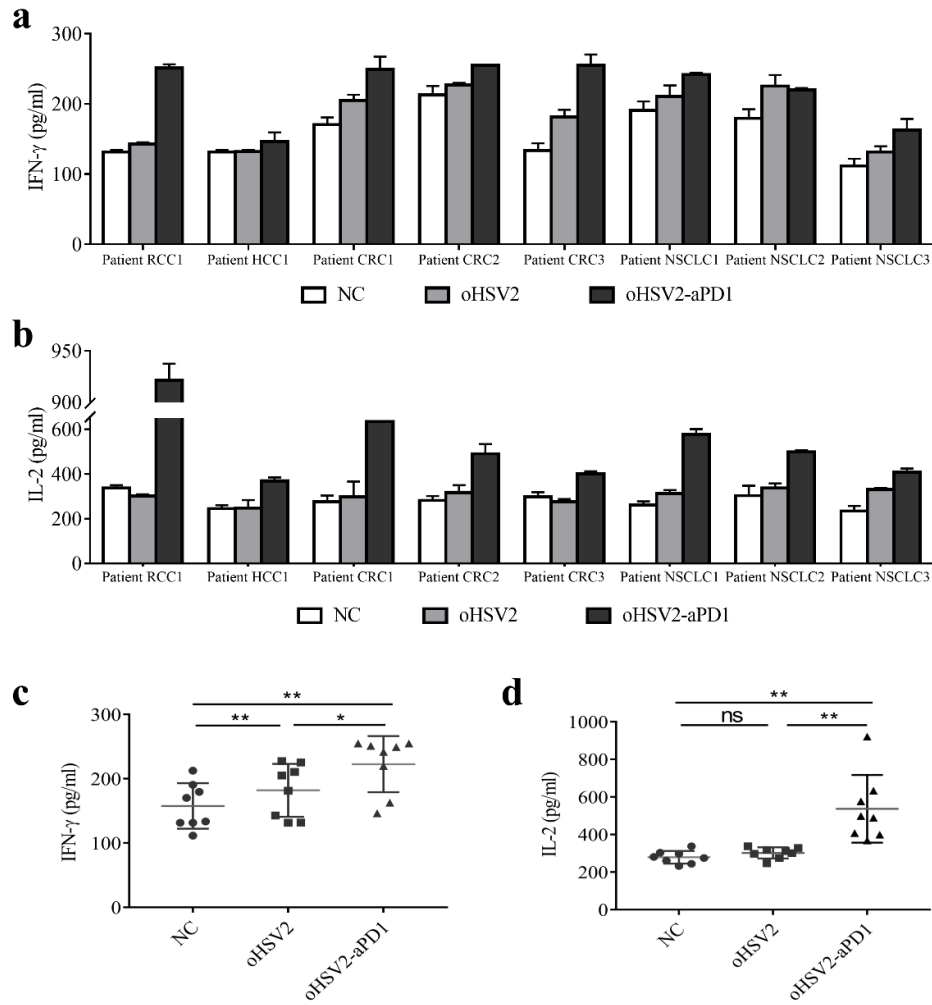 a
IFN-γ (pg/ml)
300
200
100
0
Patient RCC1 Patient HCC1 Patient CRC1 Patient CRC2 Patient CRC3 Patient NSCLC1 Patient NSCLC2 Patient NSCLC3
NC oHSV2 oHSV2-aPD1
b
IL-2 (pg/ml)
950
900
600
400
200
0
Patient RCC1 Patient HCC1 Patient CRC1 Patient CRC2 Patient CRC3 Patient NSCLC1 Patient NSCLC2 Patient NSCLC3
NC oHSV2 oHSV2-aPD1
c
IFN-γ (pg/ml)
300
200
100
0
**
** *
NC oHSV2 oHSV2-aPD1
d
IL-2 (pg/ml)
1000
800
600
400
200
0
**
ns **
NC oHSV2 oHSV2-aPD1